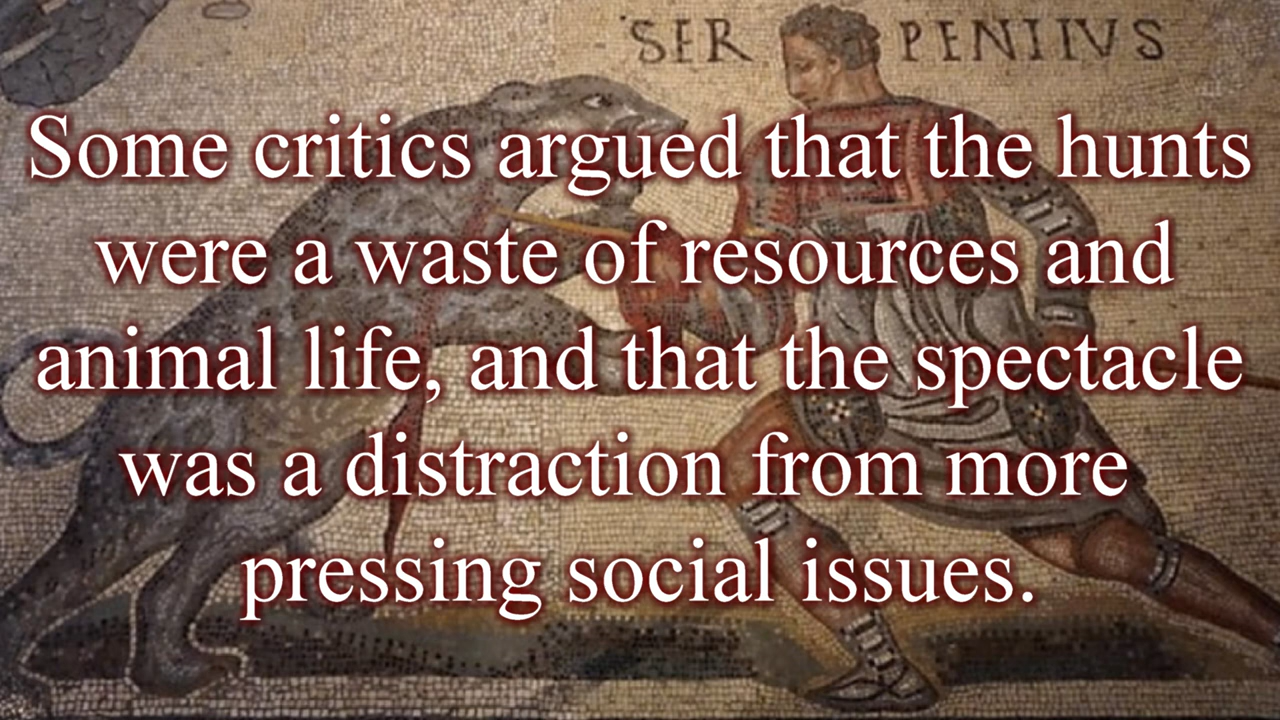 SER PENIIVS
Some critics argued that the hunts
were a waste of resources and
animal life, and that the spectacle
was a distraction from more
pressing social issues.